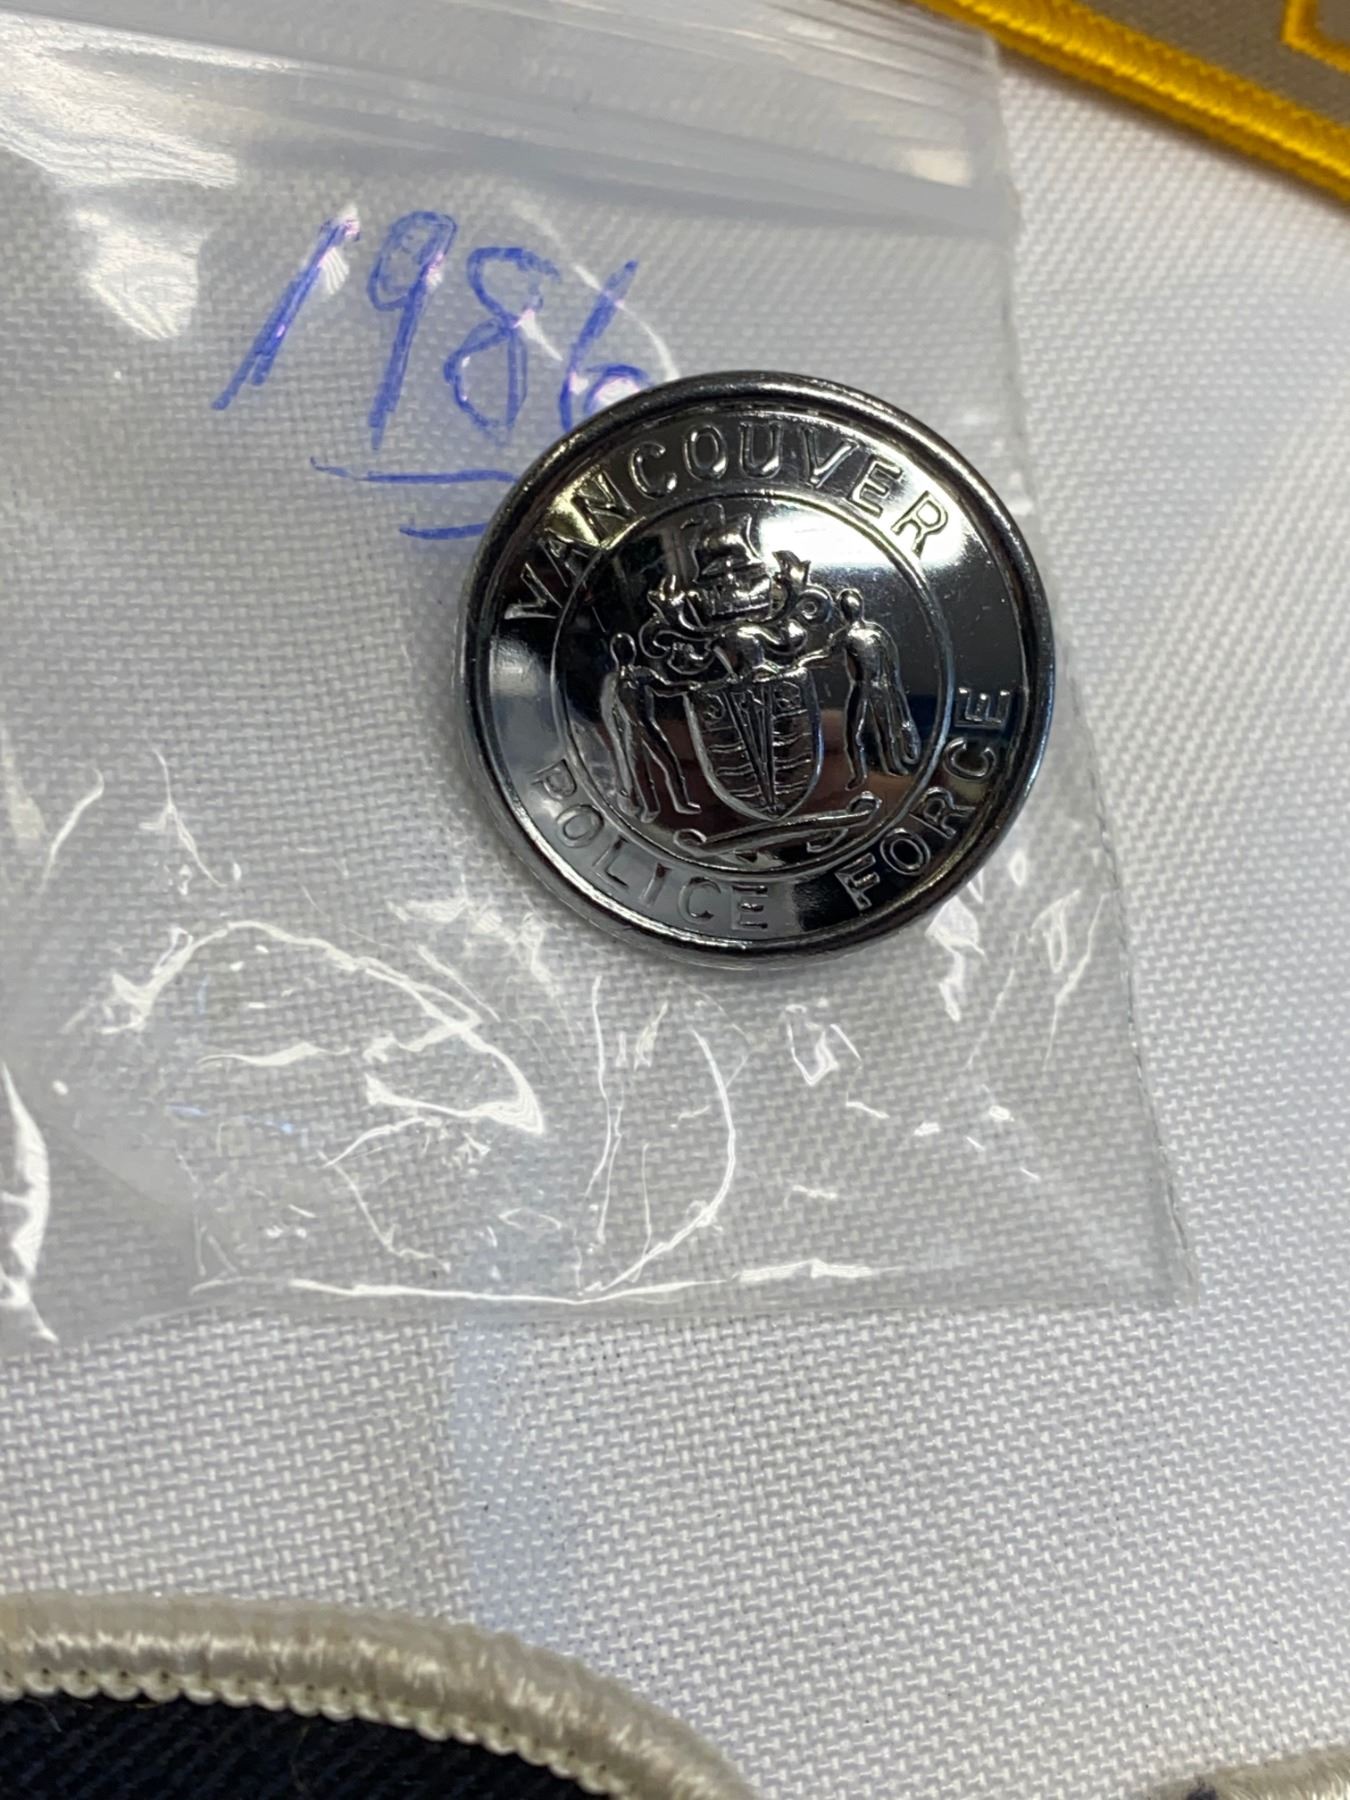 1986
VANCOUVER
POLICE FORCE